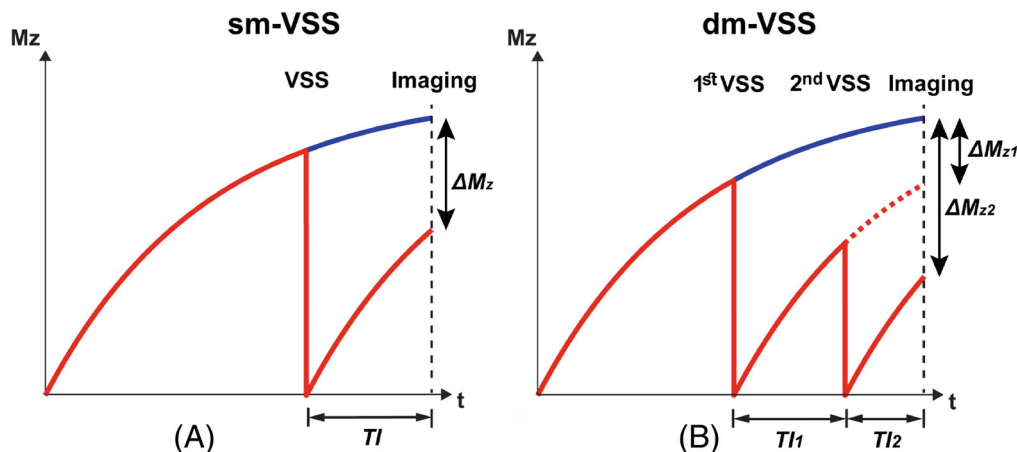 sm-VSS
Mz
VSS
Imaging
ΔMz
t
TI
(A)
dm-VSS
Mz
1st VSS
2nd VSS
Imaging
ΔMz1
ΔMz2
t
TI1
TI2
(B)